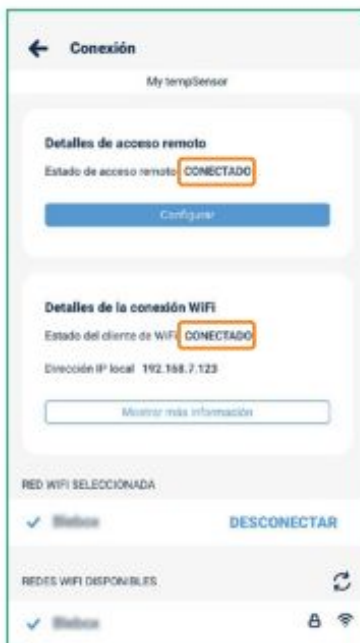 Conexión
My tempSensor
Detalles de acceso remoto
Estado de acceso remoto CONECTADO
Configurar
Detalles de la conexión WiFi
Estado del cliente de WiFi CONECTADO
Dirección IP local 192.168.7.123
Mostrar más información
RED WIFI SELECCIONADA
DESCONECTAR
REDES WIFI DISPONIBLES